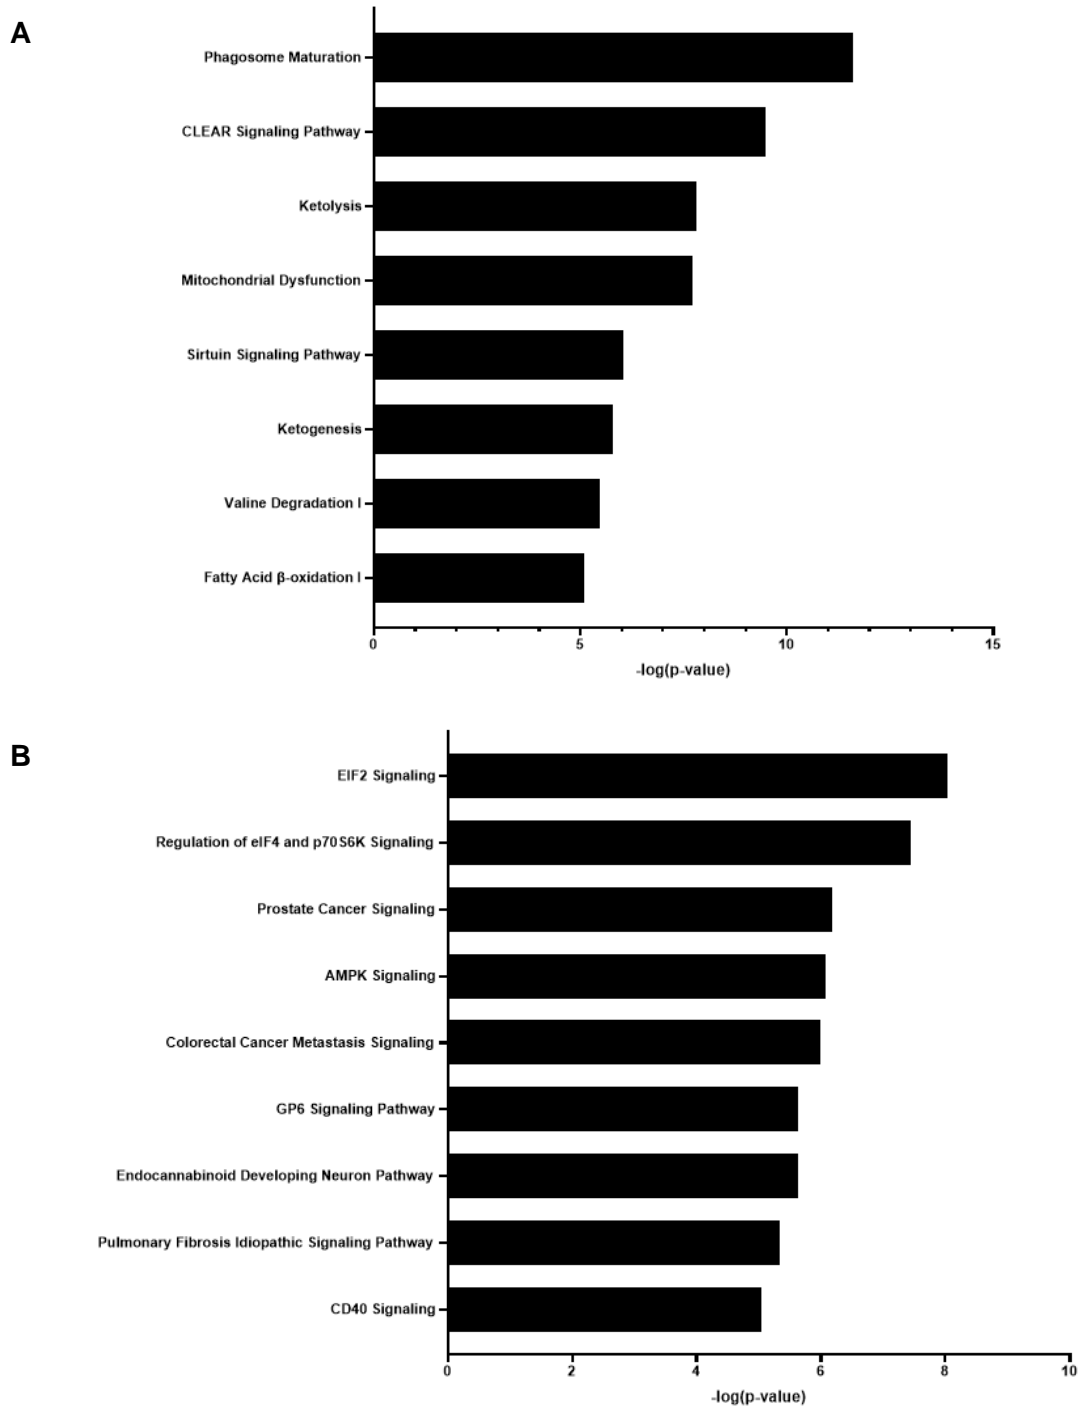 A
Phagosome Maturation
CLEAR Signaling Pathway
Ketolysis
Mitochondrial Dysfunction
Sirtuin Signaling Pathway
Ketogenesis
Valine Degradation I
Fatty Acid β-oxidation I
0 5 10 15
-log(p-value)
B
EIF2 Signaling
Regulation of eIF4 and p70S6K Signaling
Prostate Cancer Signaling
AMPK Signaling
Colorectal Cancer Metastasis Signaling
GP6 Signaling Pathway
Endocannabinoid Developing Neuron Pathway
Pulmonary Fibrosis Idiopathic Signaling Pathway
CD40 Signaling
0 2 4 6 8 10
-log(p-value)